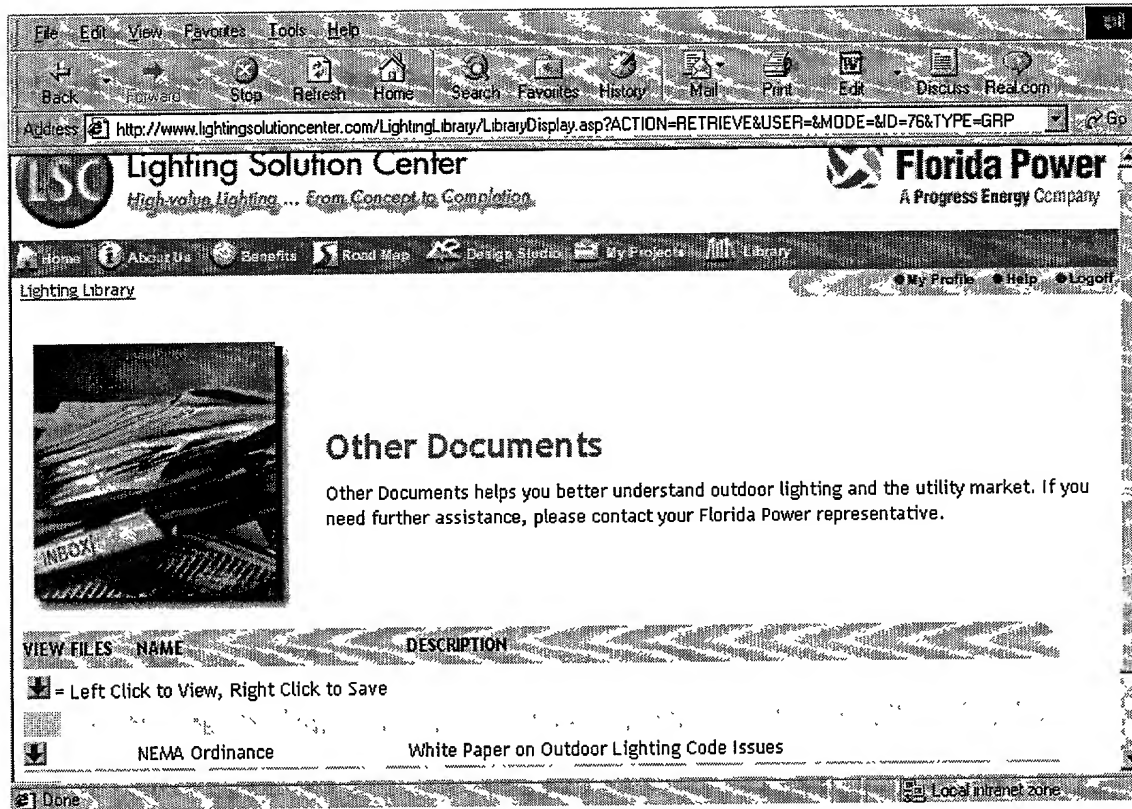 File Edit View Favorites Tools Help
Back Forward Stop Refresh Home Search Favorites History Mail Print Edit Discuss Real.com
Address http://www.lightingsolutioncenter.com/LightingLibrary/LibraryDisplay.asp?ACTION=RETRIEVE&USER=&MODE=&ID=76&TYPE=GRP Go
LSC Lighting Solution Center Florida Power
High-value Lighting ... From Concept to Completion. A Progress Energy Company
Home About Us Benefits Road Map Design Studio My Projects Library
Lighting Library My Profile Help Logoff
INBOX
Other Documents
Other Documents helps you better understand outdoor lighting and the utility market. If you
need further assistance, please contact your Florida Power representative.
VIEW FILES NAME DESCRIPTION
= Left Click to View, Right Click to Save
NEMA Ordinance White Paper on Outdoor Lighting Code Issues
Done Local intranet zone